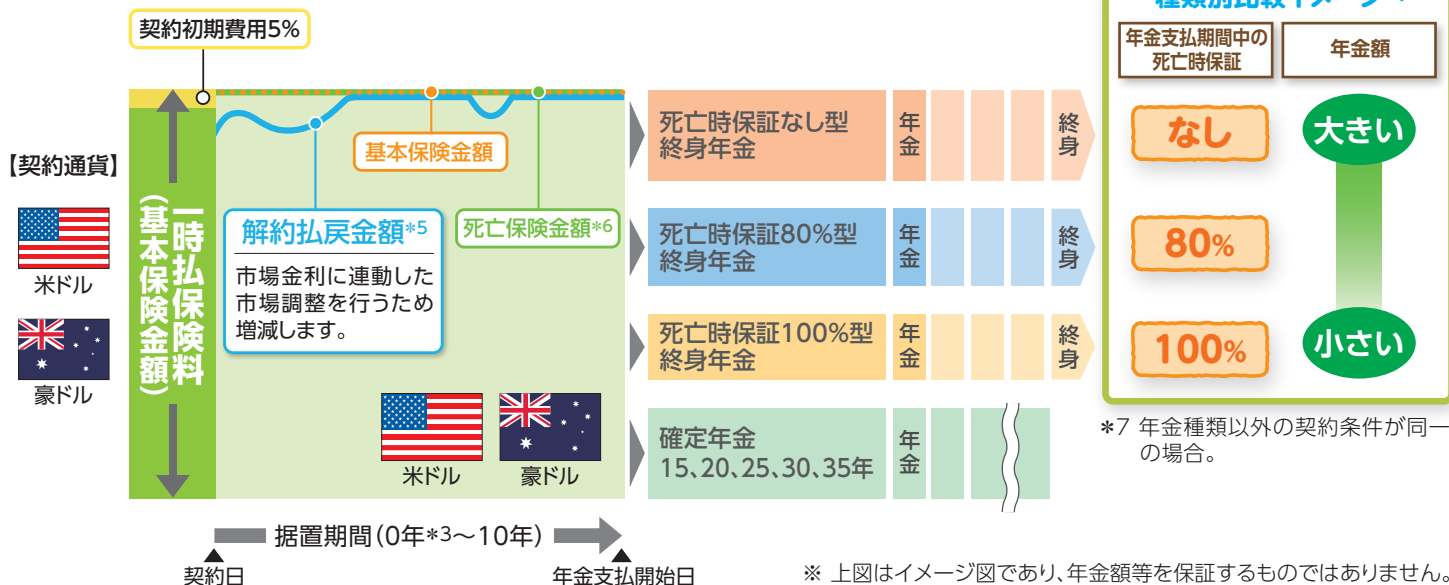 契約初期費用5%
【契約通貨】
米ドル
豪ドル
一時払保険料
（基本保険金額）
基本保険金額
解約払戻金額*5
市場金利に連動した
市場調整を行うため
増減します。
死亡保険金額*6
米ドル
豪ドル
据置期間（0年*3～10年）
契約日
年金支払開始日
死亡時保証なし型
終身年金
年金
終身
死亡時保証80%型
終身年金
年金
終身
死亡時保証100%型
終身年金
年金
終身
確定年金
15、20、25、30、35年
年金
年金支払期間中の
死亡時保証
年金額
なし
大きい
80%
100%
小さい
*7 年金種類以外の契約条件が同一
の場合。
※ 上図はイメージ図であり、年金額等を保証するものではありません。